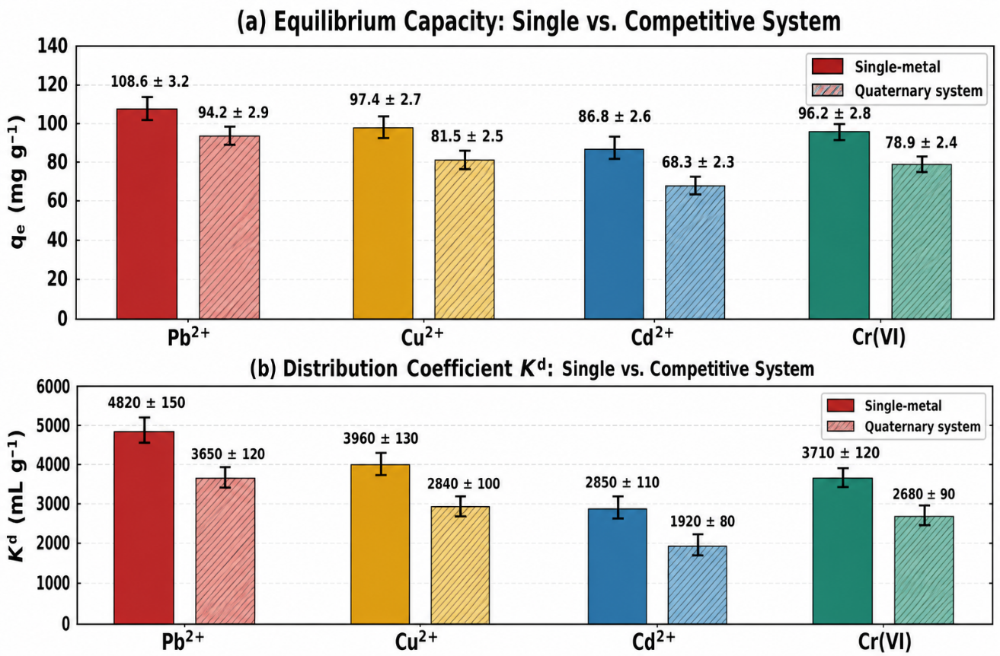 (a) Equilibrium Capacity: Single vs. Competitive System
qₑ (mg g⁻¹)
140
120
100
80
60
40
20
0
Single-metal
Quaternary system
108.6 ± 3.2
94.2 ± 2.9
97.4 ± 2.7
81.5 ± 2.5
86.8 ± 2.6
68.3 ± 2.3
96.2 ± 2.8
78.9 ± 2.4
Pb²⁺
Cu²⁺
Cd²⁺
Cr(VI)
(b) Distribution Coefficient Kᵈ: Single vs. Competitive System
Kᵈ (mL g⁻¹)
6000
5000
4000
3000
2000
1000
0
Single-metal
Quaternary system
4820 ± 150
3650 ± 120
3960 ± 130
2840 ± 100
2850 ± 110
1920 ± 80
3710 ± 120
2680 ± 90
Pb²⁺
Cu²⁺
Cd²⁺
Cr(VI)